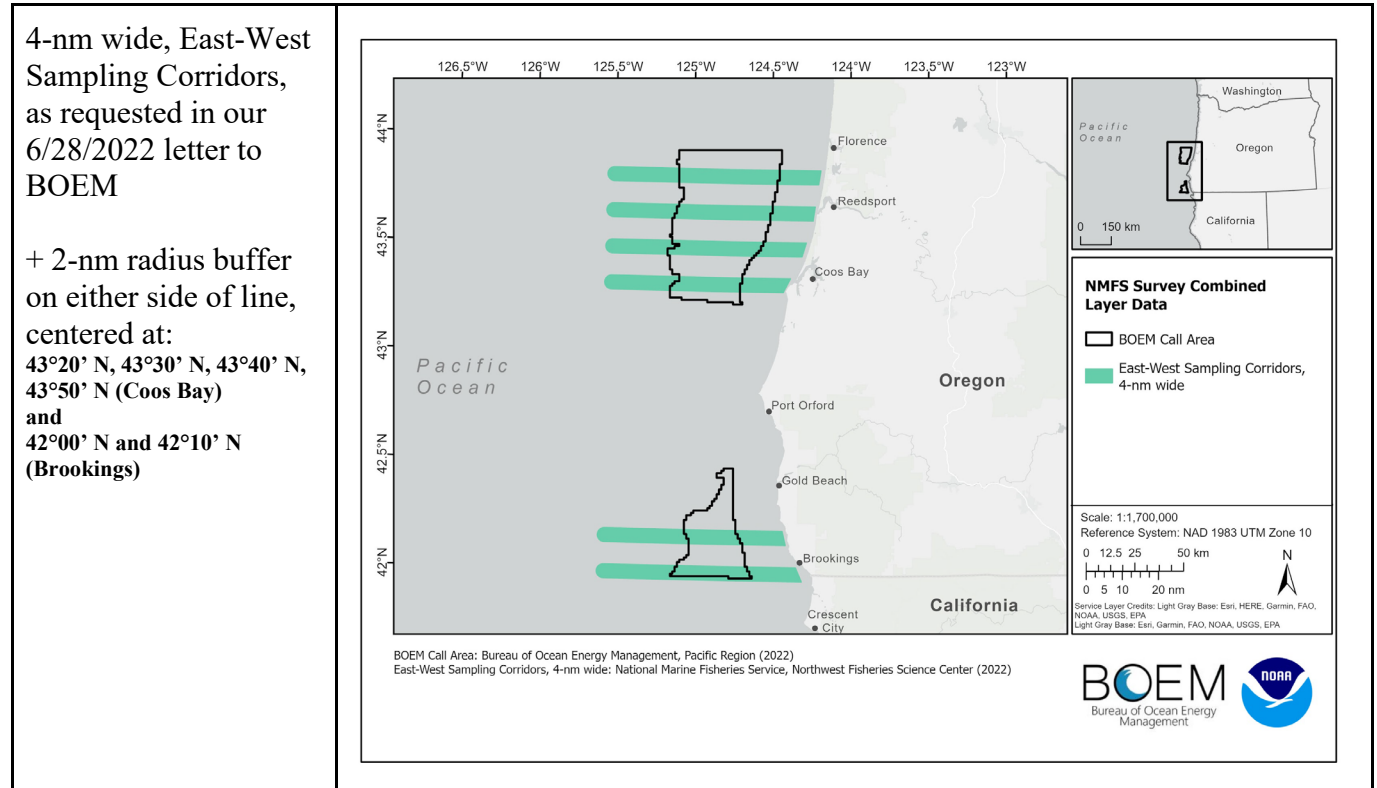 4-nm wide, East-West
Sampling Corridors,
as requested in our
6/28/2022 letter to
BOEM
+ 2-nm radius buffer
on either side of line,
centered at:
43°20’ N, 43°30’ N, 43°40’ N,
43°50’ N (Coos Bay)
and
42°00’ N and 42°10’ N
(Brookings)
126.5°W 126°W 125.5°W 125°W 124.5°W 124°W 123.5°W 123°W
44°N
43.5°N
43°N
42.5°N
42°N
Florence
Reedsport
Coos Bay
Pacific
Ocean
Oregon
Port Orford
Gold Beach
Brookings
California
Crescent
City
Washington
Pacific
Ocean
Oregon
California
0 150 km
NMFS Survey Combined
Layer Data
BOEM Call Area
East-West Sampling Corridors,
4-nm wide
Scale: 1:1,700,000
Reference System: NAD 1983 UTM Zone 10
0 12.5 25 50 km
N
0 5 10 20 nm
Service Layer Credits: Light Gray Base: Esri, HERE, Garmin, FAO,
NOAA, USGS, EPA
Light Gray Base: Esri, Garmin, FAO, NOAA, USGS, EPA
BOEM Call Area: Bureau of Ocean Energy Management, Pacific Region (2022)
East-West Sampling Corridors, 4-nm wide: National Marine Fisheries Service, Northwest Fisheries Science Center (2022)
BOEM
Bureau of Ocean Energy
Management
NOAA